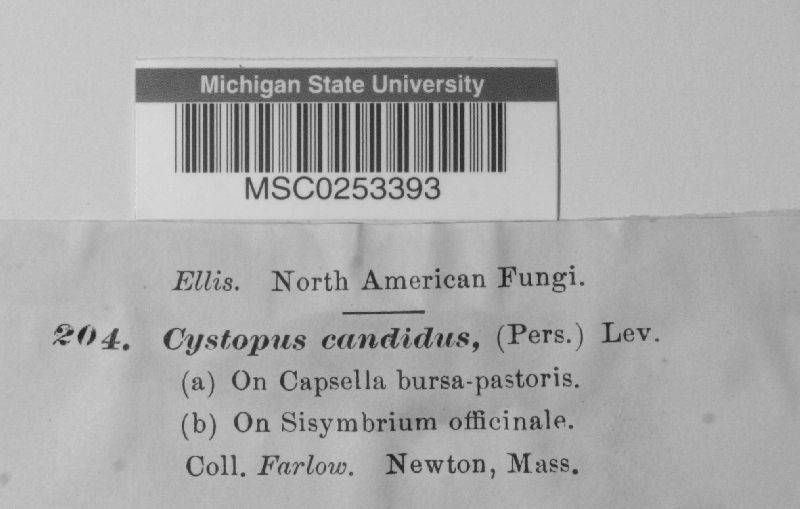 Michigan State University
MSC0253393
Ellis. North American Fungi.
204. Cystopus candidus, (Pers.) Lev.
(a) On Capsella bursa-pastoris.
(b) On Sisymbrium officinale.
Coll. Farlow. Newton, Mass.